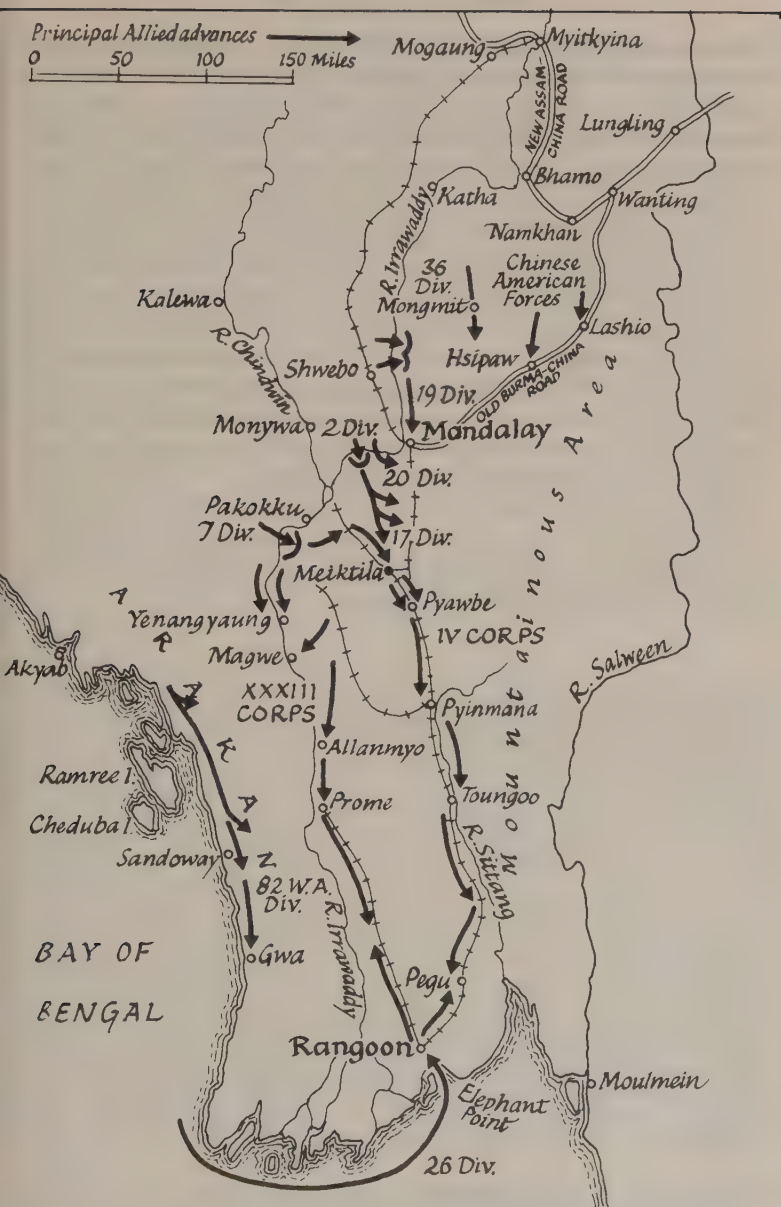 Principal Allied advances
0 50 100 150 Miles
Mogaung
Myitkyina
NEW ASSAM-
CHINA ROAD
Lungling
Bhamo
Wanting
Katha
Namkhan
R. Irrawaddy
36
Div.
Mongmit
Chinese
American
Forces
Kalewa
R. Chindwin
Lashio
Shwebo
Hsipaw
OLD BURMA-CHINA
ROAD
19 Div.
Monywa
2 Div.
Mandalay
20 Div.
Pakokku
7 Div.
17 Div.
Meiktila
Pyawbe
Yenangyaung
IV CORPS
Magwe
Akyab
ARAKAN
Mountainous Area
R. Salween
XXXIII
CORPS
Pyinmana
Allanmyo
Ramree I.
Toungoo
Prome
Cheduba I.
R. Sittang
Sandoway
82 W.A.
Div.
R. Irrawaddy
Gwa
BAY OF
BENGAL
Pegu
Rangoon
Moulmein
Elephant
Point
26 Div.